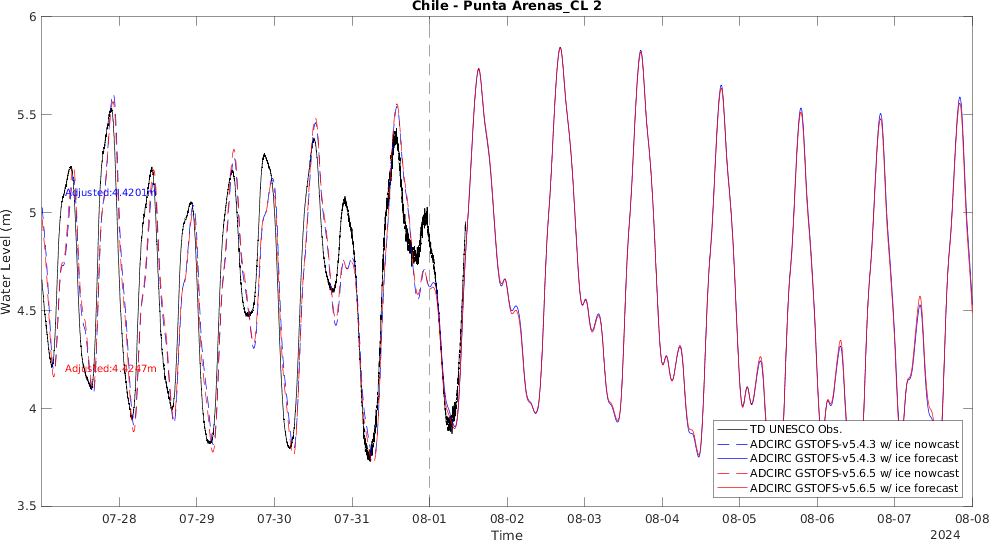 Chile - Punta Arenas_CL 2
Water Level (m)
6
5.5
5
4.5
4
3.5
Adjusted:4.4201m
Adjusted:4.4247m
TD UNESCO Obs.
ADCIRC GSTOFS-v5.4.3 w/ ice nowcast
ADCIRC GSTOFS-v5.4.3 w/ ice forecast
ADCIRC GSTOFS-v5.6.5 w/ ice nowcast
ADCIRC GSTOFS-v5.6.5 w/ ice forecast
07-28 07-29 07-30 07-31 08-01 08-02 08-03 08-04 08-05 08-06 08-07 08-08
Time
2024